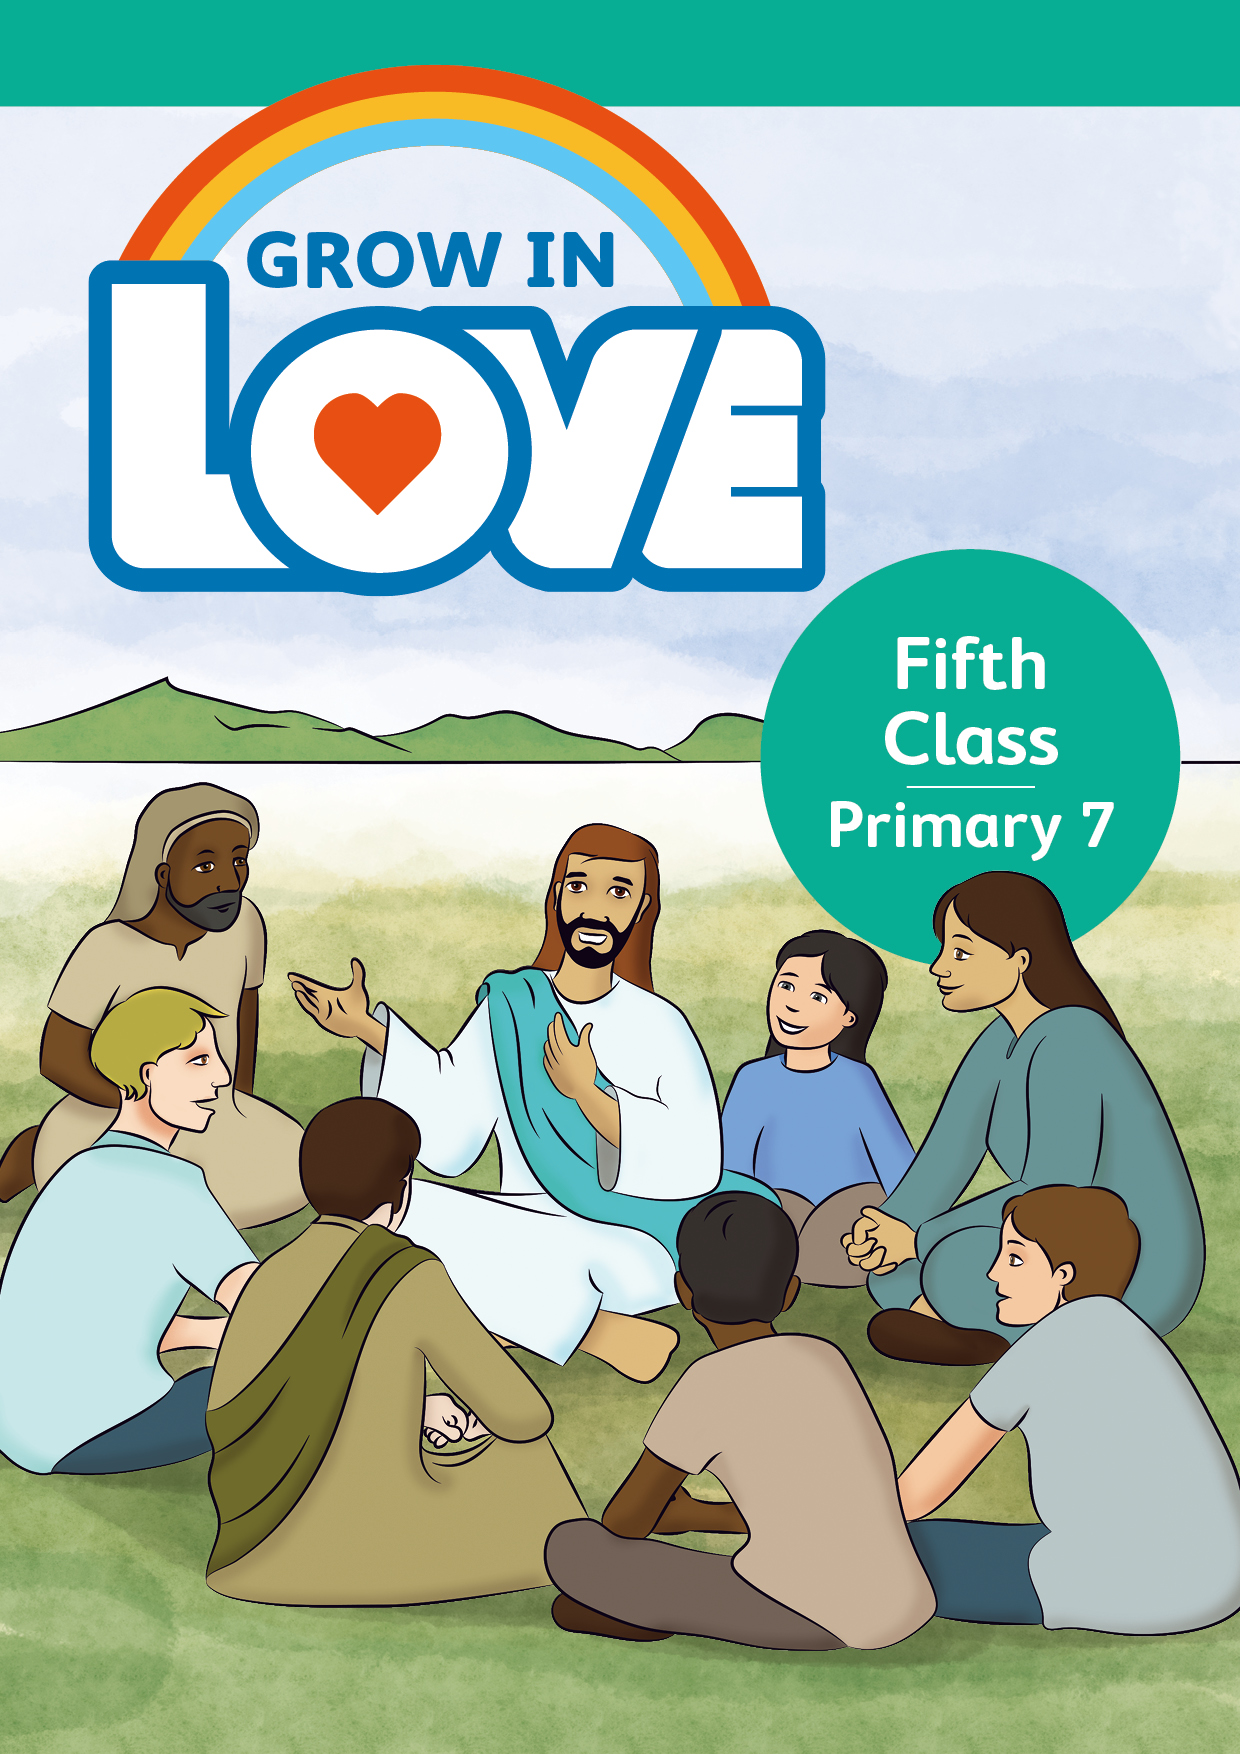 GROW IN
LOVE
Fifth
Class
Primary 7